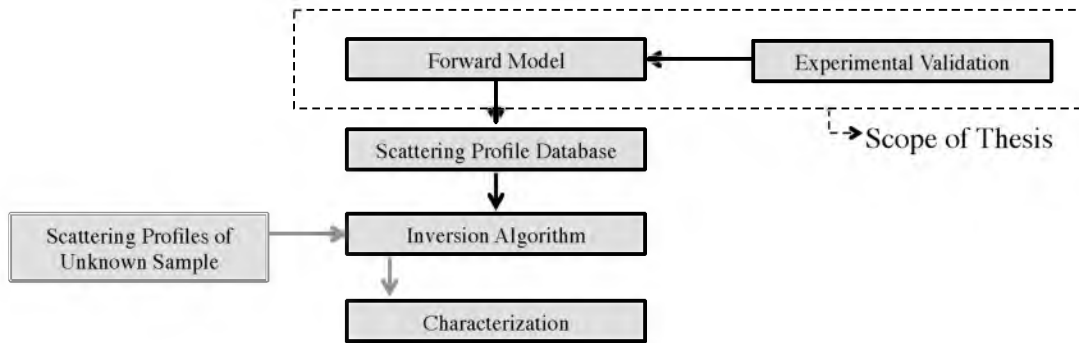 Forward Model
Experimental Validation
Scope of Thesis
Scattering Profile Database
Scattering Profiles of
Unknown Sample
Inversion Algorithm
Characterization